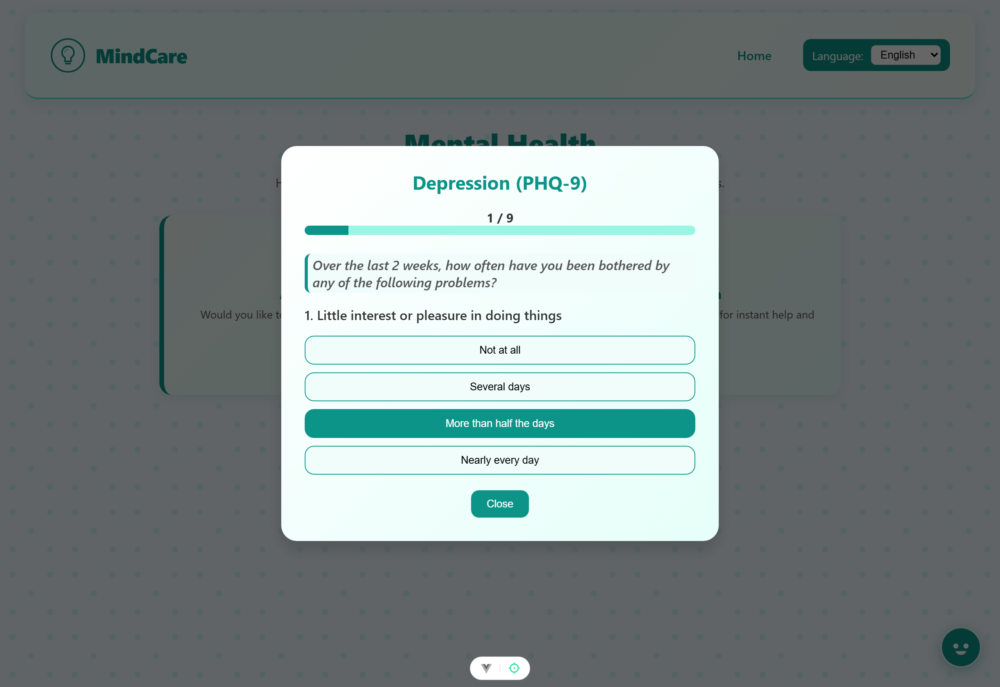 MindCare
Home
Language:
English
Mental Health
Depression (PHQ-9)
1 / 9
Over the last 2 weeks, how often have you been bothered by
any of the following problems?
1. Little interest or pleasure in doing things
Would you like
for instant help and
Not at all
Several days
More than half the days
Nearly every day
Close